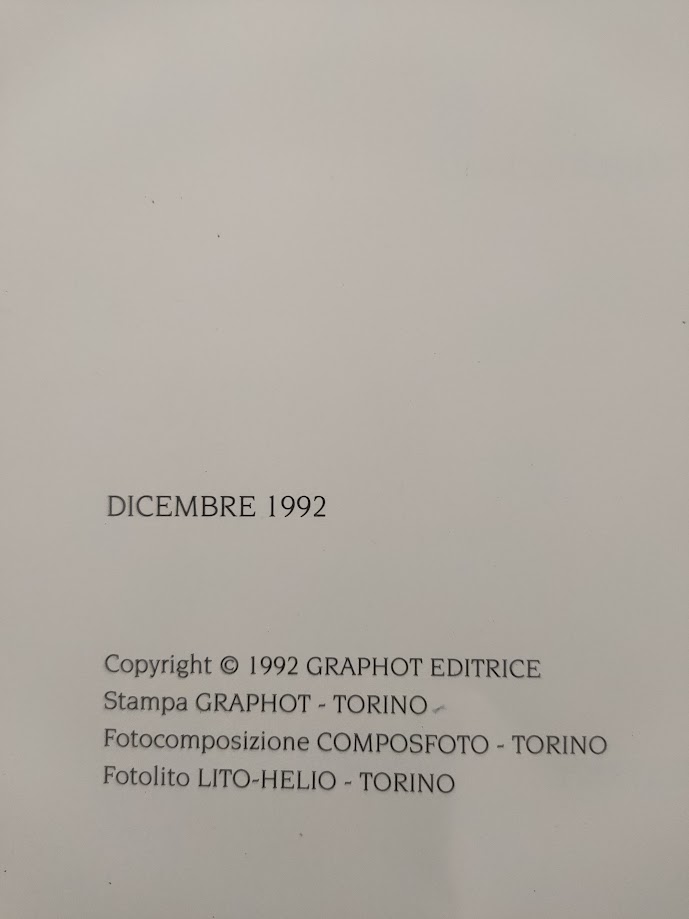 DICEMBRE 1992
Copyright © 1992 GRAPHOT EDITRICE
Stampa GRAPHOT - TORINO
Fotocomposizione COMPOSFOTO - TORINO
Fotolito LITO-HELIO - TORINO